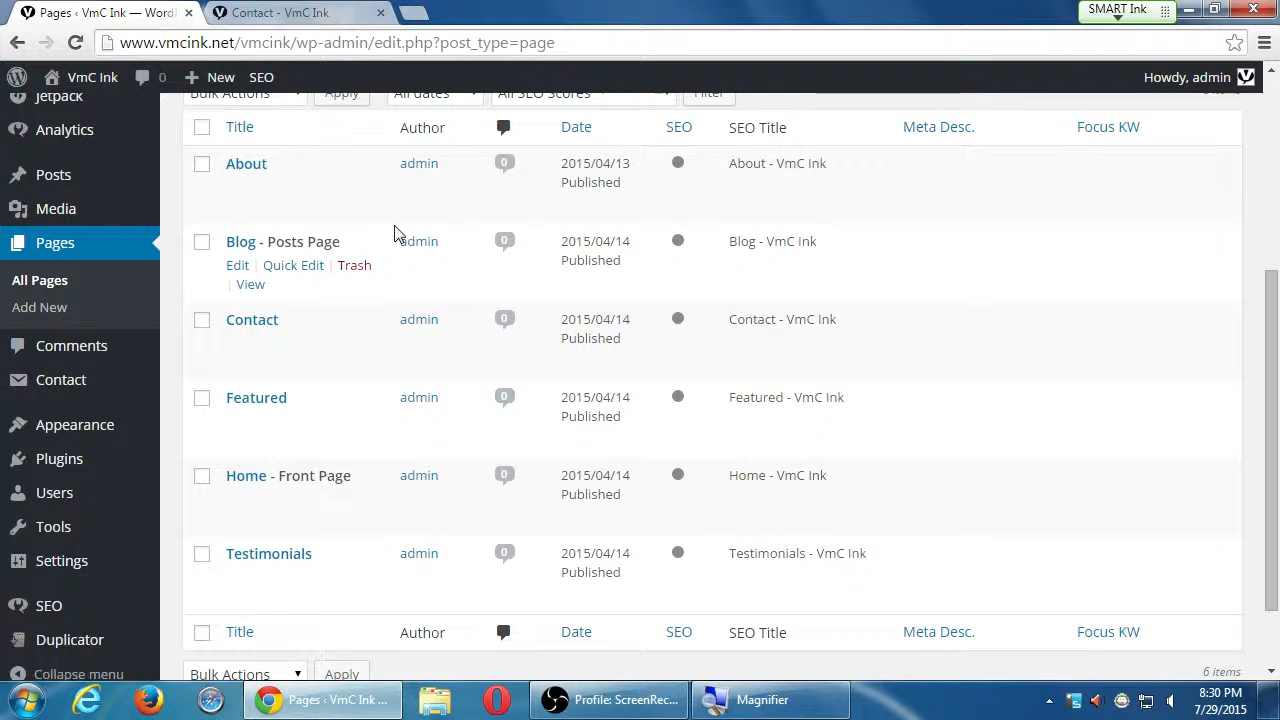 Pages ‹ VmC Ink — Word
Contact - VmC Ink
SMART Ink
www.vmcink.net/vmcink/wp-admin/edit.php?post_type=page
VmC Ink
0
New
SEO
Howdy, admin
Jetpack
Bulk Actions
Apply
All dates
All SEO Scores
Filter
Analytics
Posts
Media
Pages
All Pages
Add New
Comments
Contact
Appearance
Plugins
Users
Tools
Settings
SEO
Duplicator
Collapse menu
Title Author Date SEO SEO Title Meta Desc. Focus KW
About admin 0 2015/04/13 About - VmC Ink
Published
Blog - Posts Page admin 0 2015/04/14 Blog - VmC Ink
Edit | Quick Edit | Trash Published
| View
Contact admin 0 2015/04/14 Contact - VmC Ink
Published
Featured admin 0 2015/04/14 Featured - VmC Ink
Published
Home - Front Page admin 0 2015/04/14 Home - VmC Ink
Published
Testimonials admin 0 2015/04/14 Testimonials - VmC Ink
Published
Title Author Date SEO SEO Title Meta Desc. Focus KW
Bulk Actions Apply 6 items
Pages ‹ VmC Ink ...
Profile: ScreenRec...
Magnifier
8:30 PM
7/29/2015